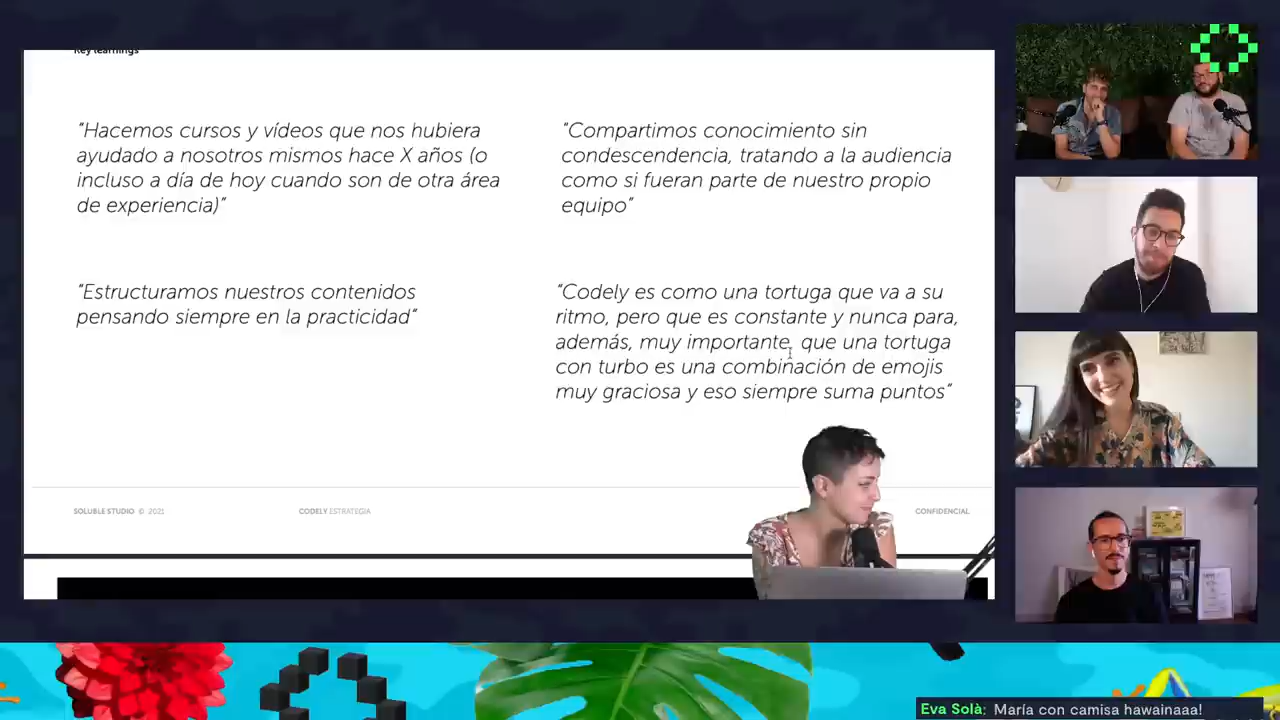 Key learnings
“Hacemos cursos y vídeos que nos hubiera
ayudado a nosotros mismos hace X años (o
incluso a día de hoy cuando son de otra área
de experiencia)”
“Compartimos conocimiento sin
condescendencia, tratando a la audiencia
como si fueran parte de nuestro propio
equipo”
“Estructuramos nuestros contenidos
pensando siempre en la practicidad”
“Codely es como una tortuga que va a su
ritmo, pero que es constante y nunca para,
además, muy importante, que una tortuga
con turbo es una combinación de emojis
muy graciosa y eso siempre suma puntos”
SOLUBLE STUDIO © 2021
CODELY ESTRATEGIA
CONFIDENCIAL
Eva Solà: María con camisa hawainaaa!